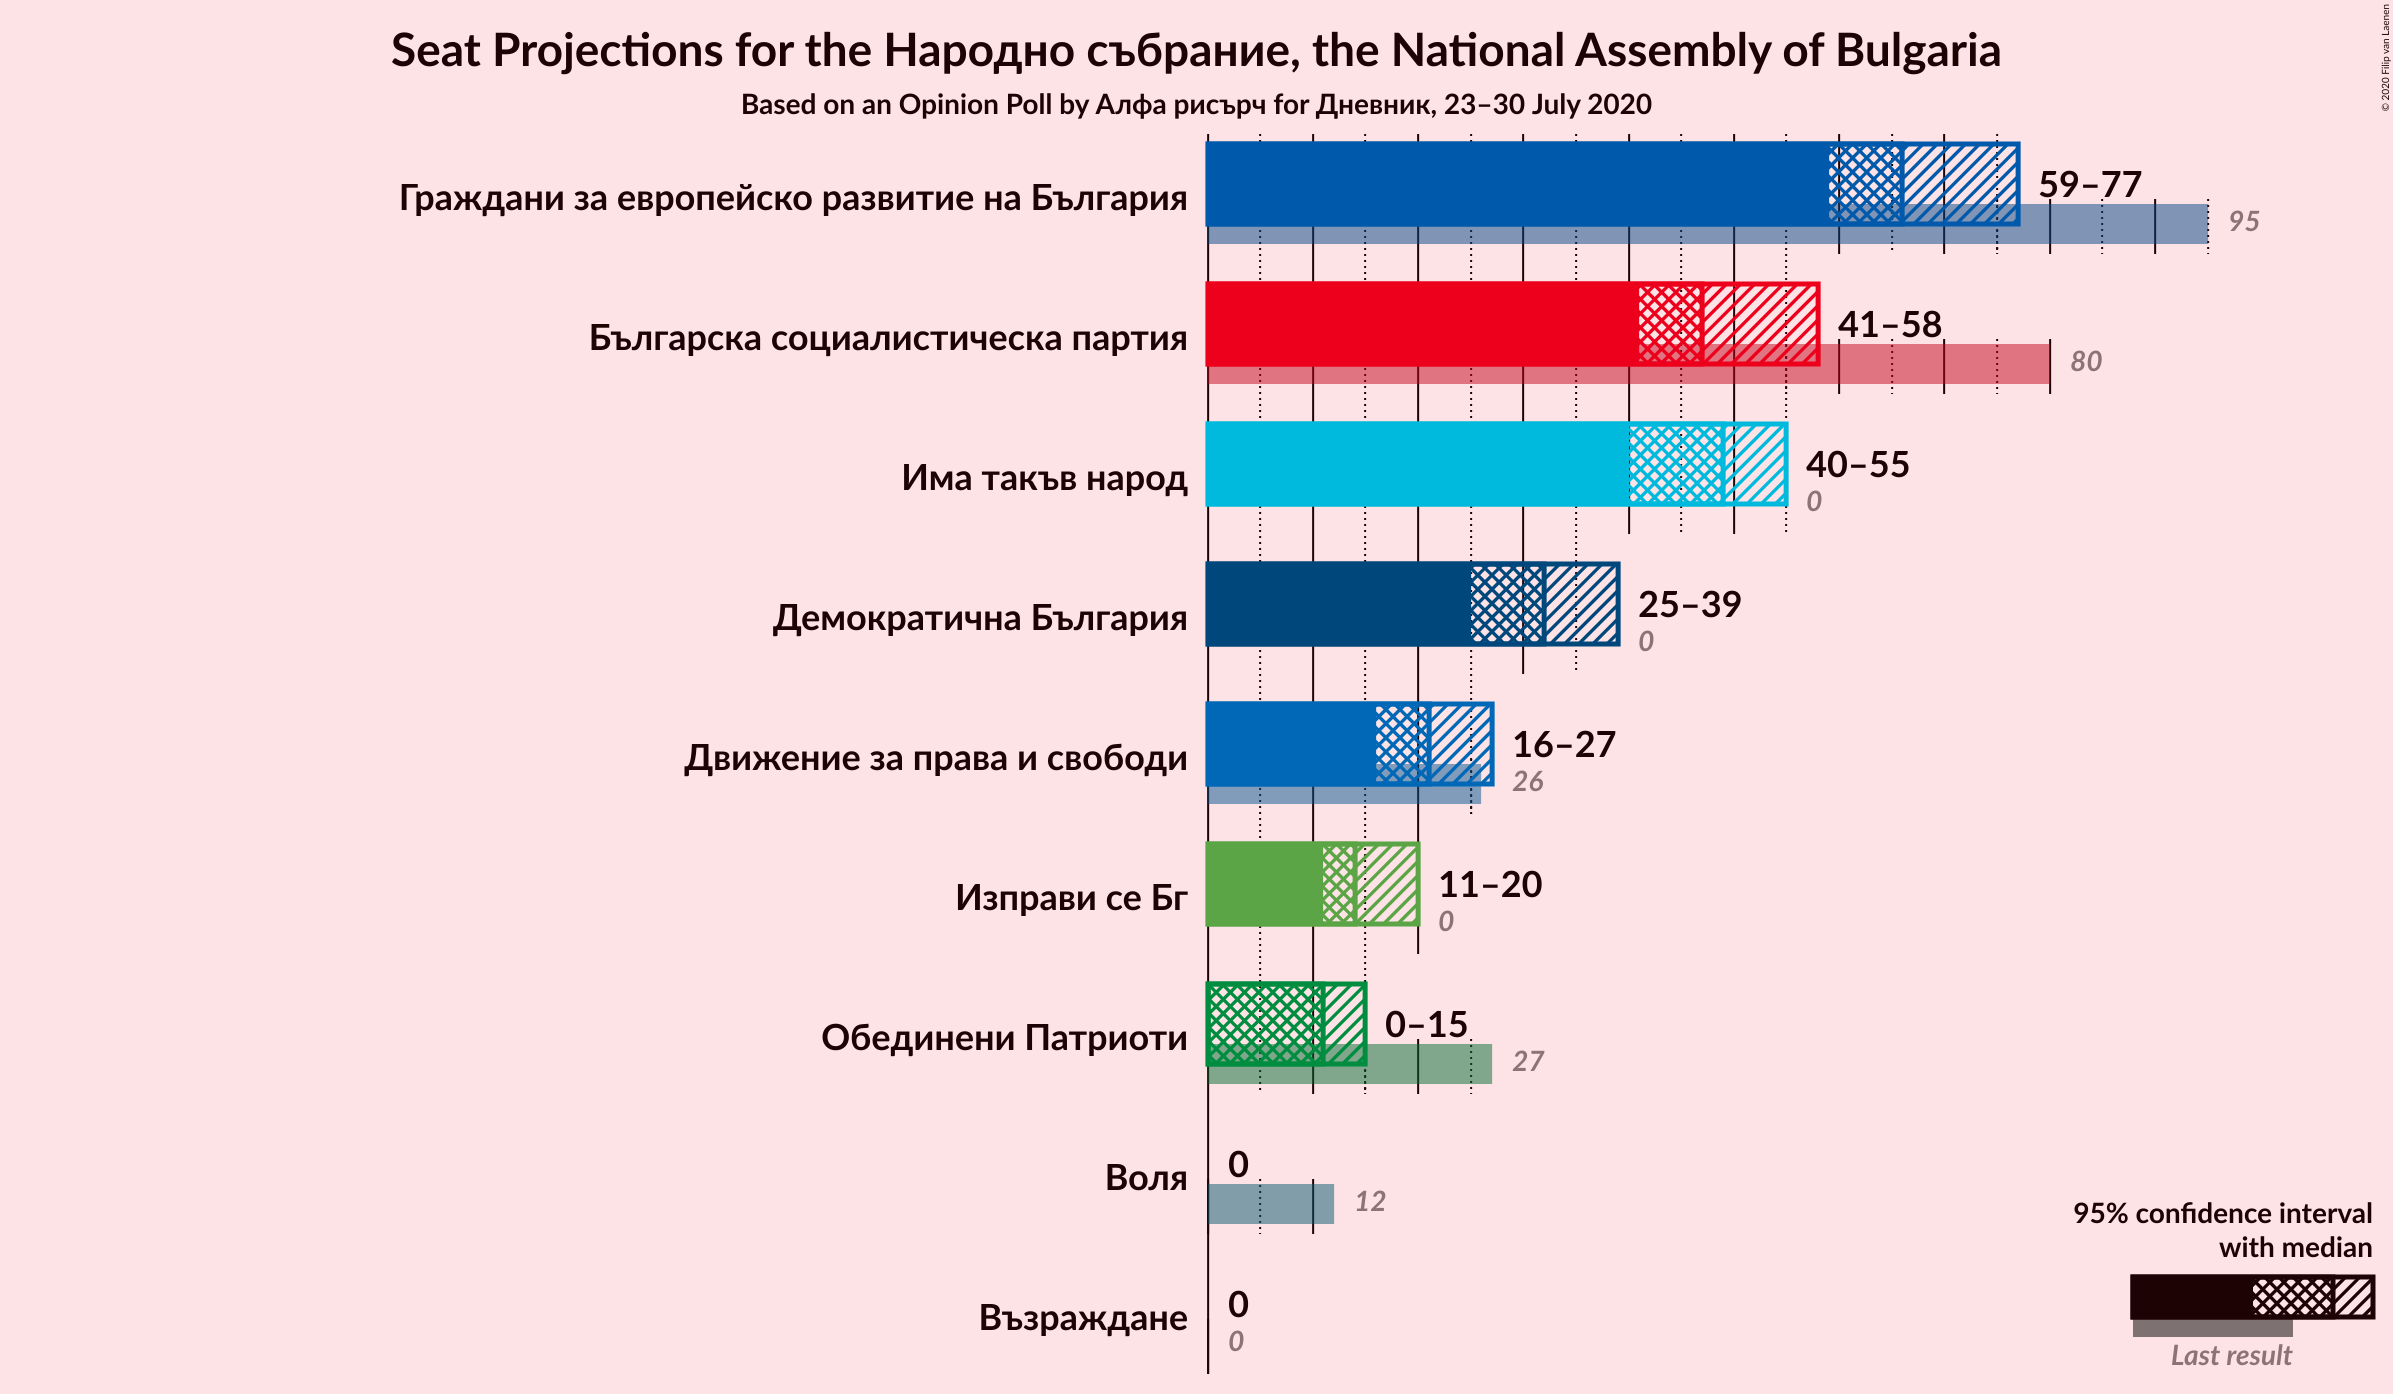 Seat Projections for the Народно събрание, the National Assembly of Bulgaria
Based on an Opinion Poll by Алфа рисърч for Дневник, 23–30 July 2020
© 2020 Filip van Laenen
Граждани за европейско развитие на България
59–77
95
Българска социалистическа партия
41–58
80
Има такъв народ
40–55
0
Демократична България
25–39
0
Движение за права и свободи
16–27
26
Изправи се Бг
11–20
0
Обединени Патриоти
0–15
27
Воля
0
12
Възраждане
0
0
95% confidence interval
with median
Last result